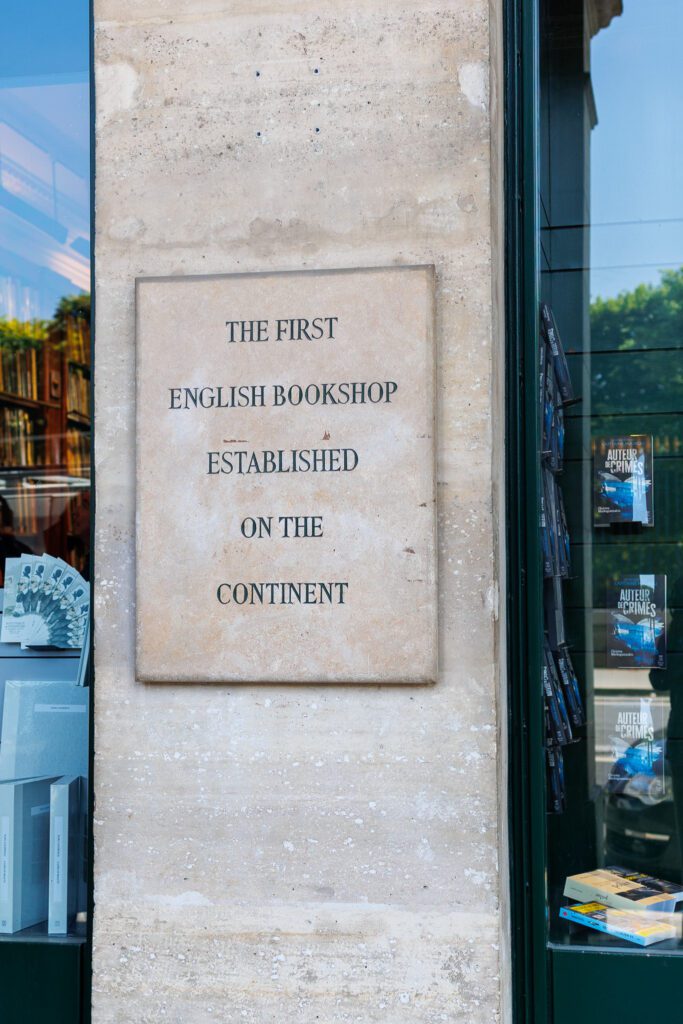 THE FIRST
ENGLISH BOOKSHOP
ESTABLISHED
ON THE
CONTINENT
AUTEUR
DE CRIMES
AUTEUR
DE CRIMES
AUTEUR
DE CRIMES